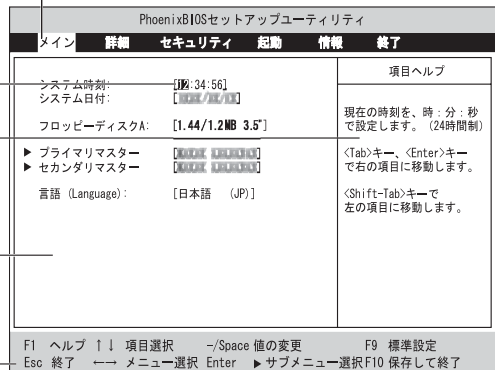 PhoenixBIOSセットアップユーティリティ
メイン 詳細 セキュリティ 起動 情報 終了
システム時刻: [12:34:56]
システム日付:
フロッピーディスクA: [1.44/1.2MB 3.5"]
▶ プライマリマスター
▶ セカンダリマスター
言語 (Language): [日本語 (JP)]
項目ヘルプ
現在の時刻を、時:分:秒
で設定します。(24時間制)
<Tab>キー、<Enter>キー
で右の項目に移動します。
<Shift-Tab>キーで
左の項目に移動します。
F1 ヘルプ ↑↓ 項目選択 -/Space 値の変更 F9 標準設定
Esc 終了 ←→ メニュー選択 Enter ▶サブメニュー選択 F10 保存して終了